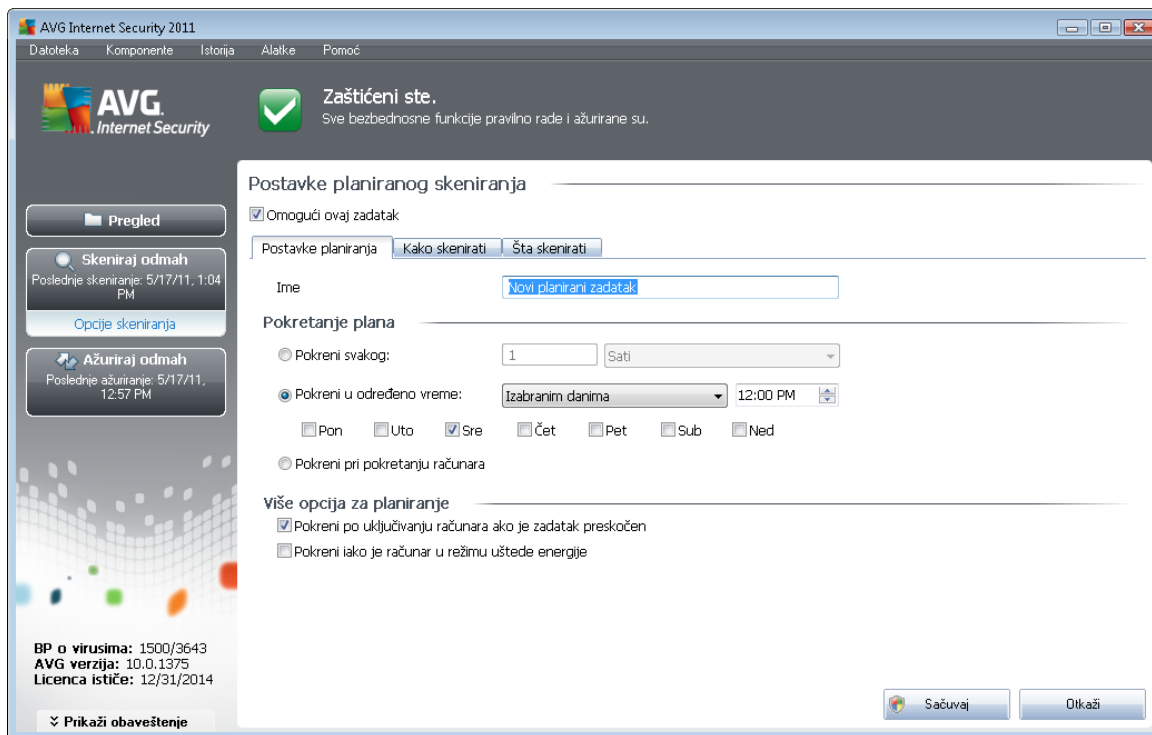 AVG Internet Security 2011
Datoteka Komponente Istorija Alatke Pomoć
AVG.
Internet Security
Zaštićeni ste.
Sve bezbednosne funkcije pravilno rade i ažurirane su.
Pregled
Skeniraj odmah
Poslednje skeniranje: 5/17/11, 1:04
PM
Opcije skeniranja
Ažuriraj odmah
Poslednje ažuriranje: 5/17/11,
12:57 PM
BP o virusima: 1500/3643
AVG verzija: 10.0.1375
Licenca ističe: 12/31/2014
Prikaži obaveštenje
Postavke planiranog skeniranja
Omogući ovaj zadatak
Postavke planiranja Kako skenirati Šta skenirati
Ime Novi planirani zadatak
Pokretanje plana
Pokreni svakog: 1 Sati
Pokreni u određeno vreme: Izabranim danima 12:00 PM
Pon Uto Sre Čet Pet Sub Ned
Pokreni pri pokretanju računara
Više opcija za planiranje
Pokreni po uključivanju računara ako je zadatak preskočen
Pokreni iako je računar u režimu uštede energije
Sačuvaj Otkaži